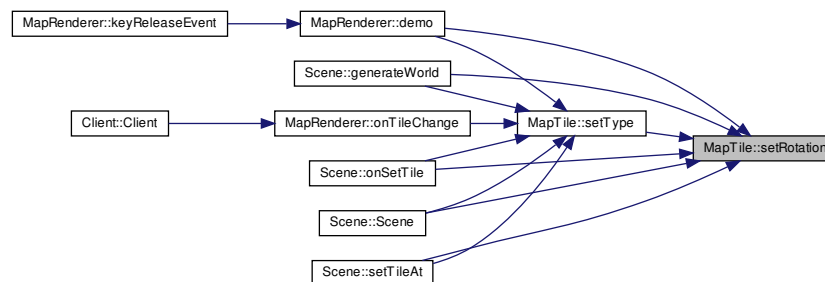 MapRenderer::keyReleaseEvent
MapRenderer::demo
Scene::generateWorld
Client::Client
MapRenderer::onTileChange
MapTile::setType
MapTile::setRotation
Scene::onSetTile
Scene::Scene
Scene::setTileAt